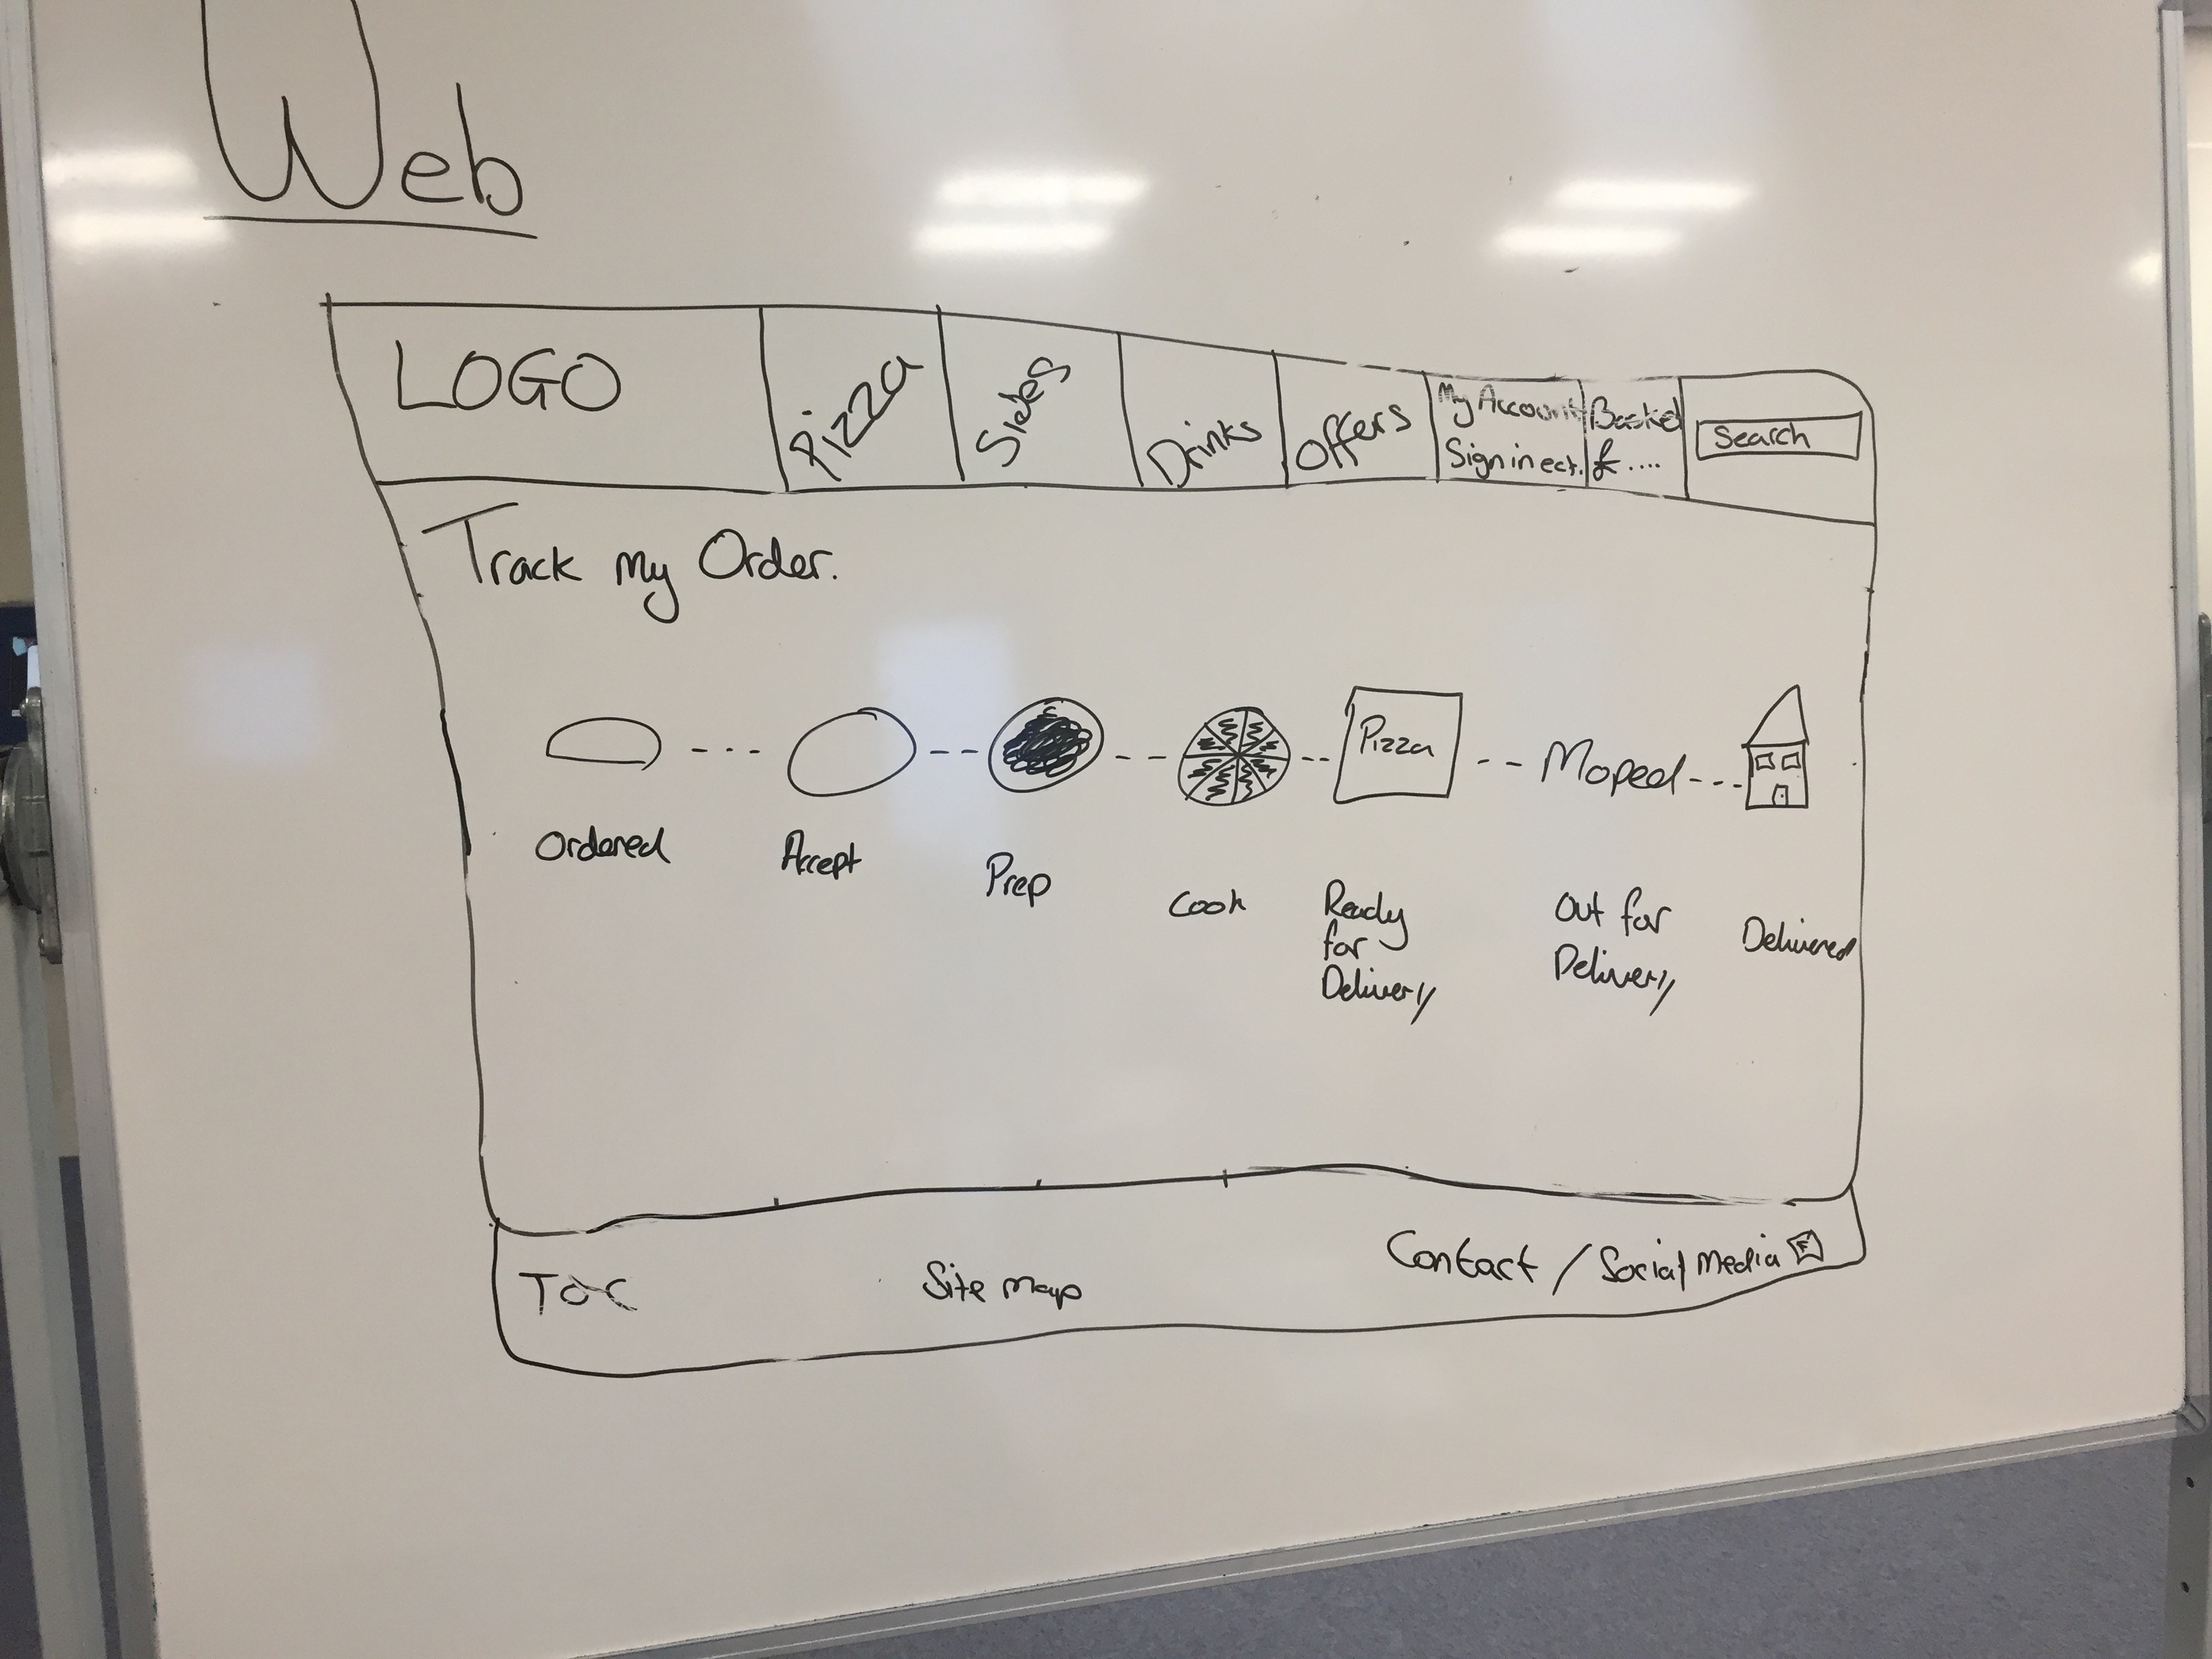 Web
LOGO
Pizza
Sides
Drinks
Offers
My Account
Sign in ect.
Basket
£....
Search
Track my Order.
Pizza
Moped
Ordered
Accept
Prep
Cook
Ready
for
Delivery
Out for
Delivery
Delivered
Site map
Contact / Social Media F